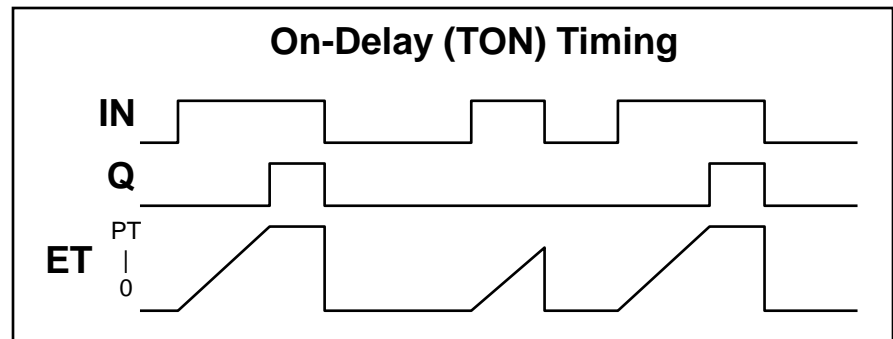 On-Delay (TON) Timing
IN
Q
PT
ET |
0